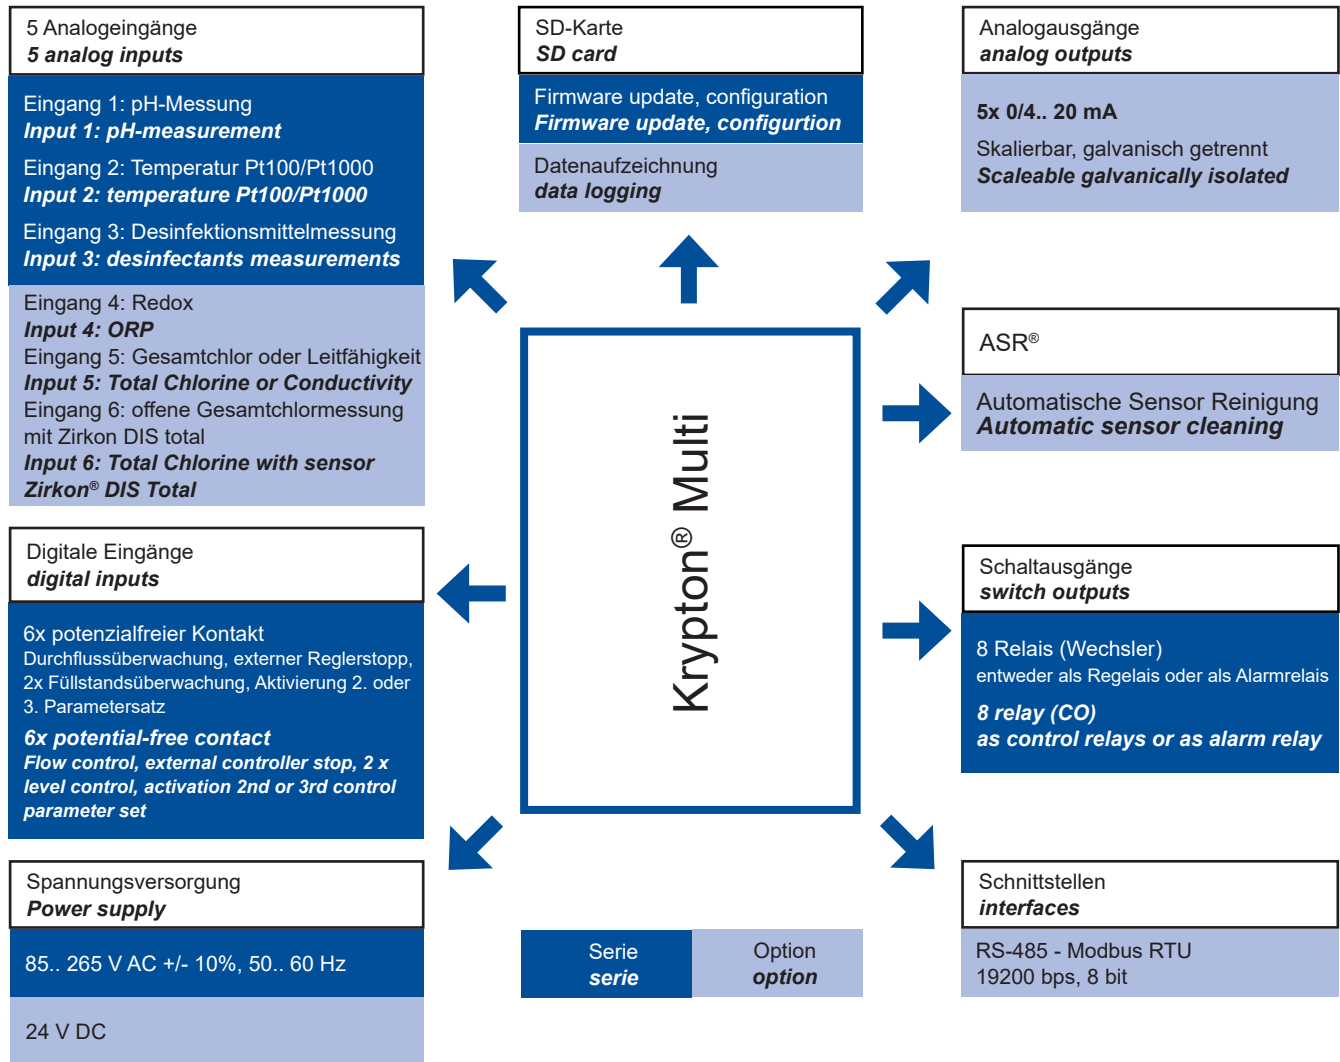 5 Analogeingänge
5 analog inputs
Eingang 1: pH-Messung
Input 1: pH-measurement
Eingang 2: Temperatur Pt100/Pt1000
Input 2: temperature Pt100/Pt1000
Eingang 3: Desinfektionsmittelmessung
Input 3: desinfectants measurements
Eingang 4: Redox
Input 4: ORP
Eingang 5: Gesamtchlor oder Leitfähigkeit
Input 5: Total Chlorine or Conductivity
Eingang 6: offene Gesamtchlormessung
mit Zirkon DIS total
Input 6: Total Chlorine with sensor
Zirkon® DIS Total
Digitale Eingänge
digital inputs
6x potenzialfreier Kontakt
Durchflussüberwachung, externer Reglerstopp,
2x Füllstandsüberwachung, Aktivierung 2. oder
3. Parametersatz
6x potential-free contact
Flow control, external controller stop, 2 x
level control, activation 2nd or 3rd control
parameter set
Spannungsversorgung
Power supply
85.. 265 V AC +/- 10%, 50.. 60 Hz
24 V DC
SD-Karte
SD card
Firmware update, configuration
Firmware update, configurtion
Datenaufzeichnung
data logging
Krypton® Multi
Serie
serie
Option
option
Analogausgänge
analog outputs
5x 0/4.. 20 mA
Skalierbar, galvanisch getrennt
Scaleable galvanically isolated
ASR®
Automatische Sensor Reinigung
Automatic sensor cleaning
Schaltausgänge
switch outputs
8 Relais (Wechsler)
entweder als Regelais oder als Alarmrelais
8 relay (CO)
as control relays or as alarm relay
Schnittstellen
interfaces
RS-485 - Modbus RTU
19200 bps, 8 bit